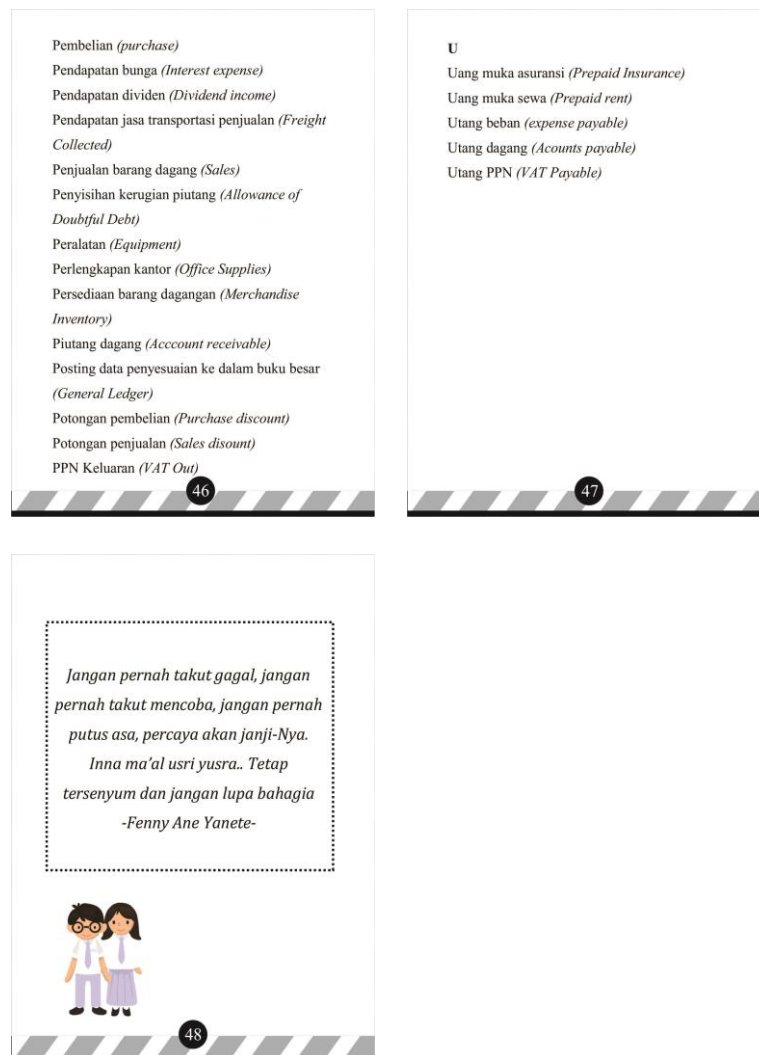 Pembelian (purchase)
Pendapatan bunga (Interest expense)
Pendapatan dividen (Dividend income)
Pendapatan jasa transportasi penjualan (Freight
Collected)
Penjualan barang dagang (Sales)
Penyisihan kerugian piutang (Allowance of
Doubtful Debt)
Peralatan (Equipment)
Perlengkapan kantor (Office Supplies)
Persediaan barang dagangan (Merchandise
Inventory)
Piutang dagang (Acccount receivable)
Posting data penyesuaian ke dalam buku besar
(General Ledger)
Potongan pembelian (Purchase discount)
Potongan penjualan (Sales disount)
PPN Keluaran (VAT Out)
46
U
Uang muka asuransi (Prepaid Insurance)
Uang muka sewa (Prepaid rent)
Utang beban (expense payable)
Utang dagang (Acounts payable)
Utang PPN (VAT Payable)
47
Jangan pernah takut gagal, jangan
pernah takut mencoba, jangan pernah
putus asa, percaya akan janji-Nya.
Inna ma'al usri yusra.. Tetap
tersenyum dan jangan lupa bahagia
-Fenny Ane Yanete-
48